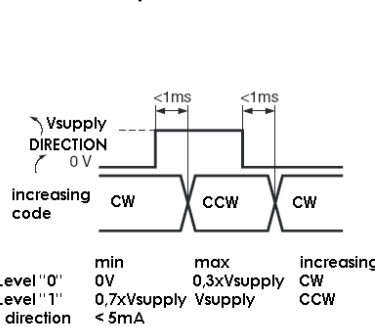 <1ms <1ms
Vsupply
DIRECTION
0 V
increasing
code
CW CCW CW
min max increasing
Level "0" 0V 0,3xVsupply CW
Level "1" 0,7xVsupply Vsupply CCW
direction < 5mA